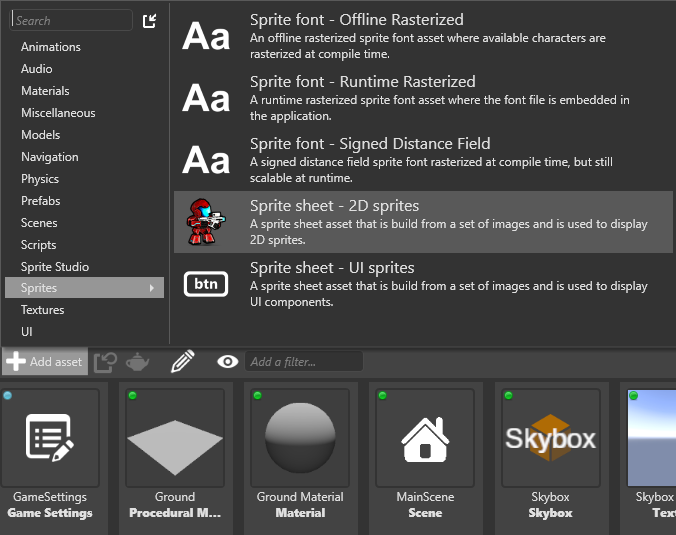 Search
Animations
Audio
Materials
Miscellaneous
Models
Navigation
Physics
Prefabs
Scenes
Scripts
Sprite Studio
Sprites
Textures
UI
Aa
Sprite font - Offline Rasterized
An offline rasterized sprite font asset where available characters are
rasterized at compile time.
Aa
Sprite font - Runtime Rasterized
A runtime rasterized sprite font asset where the font file is embedded in
the application.
Aa
Sprite font - Signed Distance Field
A signed distance field sprite font rasterized at compile time, but still
scalable at runtime.
Sprite sheet - 2D sprites
A sprite sheet asset that is build from a set of images and is used to display
2D sprites.
btn
Sprite sheet - UI sprites
A sprite sheet asset that is build from a set of images and is used to display
UI components.
Add asset
Add a filter...
GameSettings
Game Settings
Ground
Procedural M...
Ground Material
Material
MainScene
Scene
Skybox
Skybox
Skybox
Skybox
Text